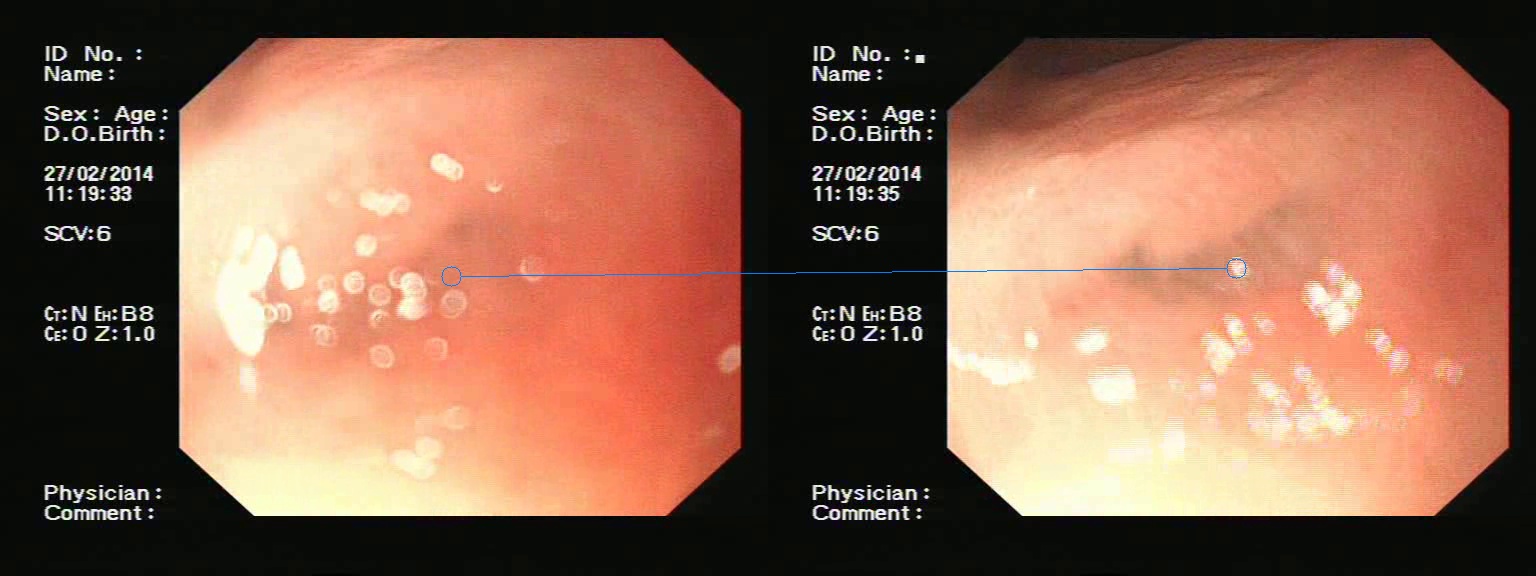 ID No. :
Name:
Sex: Age:
D.O.Birth:
27/02/2014
11:19:33
SCV:6
CT:N EH:B8
CE:0 Z:1.0
Physician:
Comment:
ID No. :
Name:
Sex: Age:
D.O.Birth:
27/02/2014
11:19:35
SCV:6
CT:N EH:B8
CE:0 Z:1.0
Physician:
Comment: